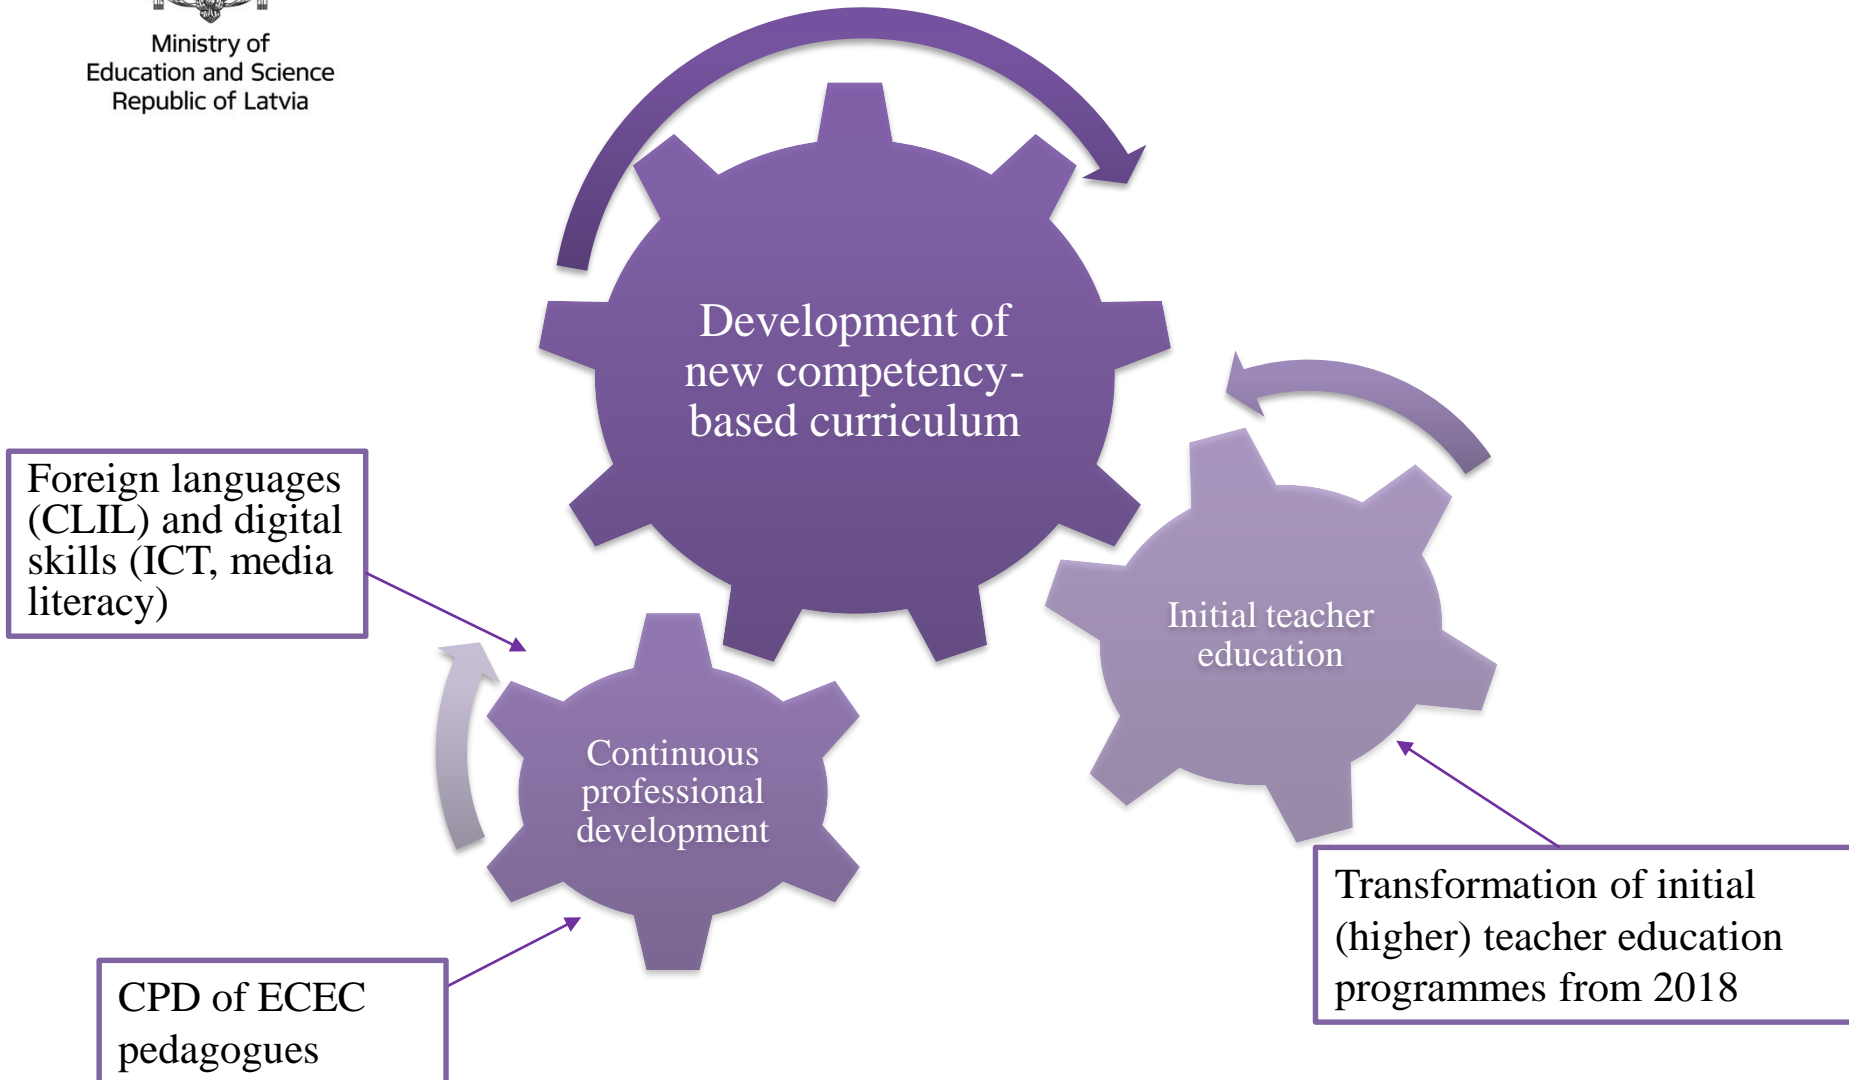 Ministry of
Education and Science
Republic of Latvia
Development of
new competency-
based curriculum
Foreign languages
(CLIL) and digital
skills (ICT, media
literacy)
Initial teacher
education
Continuous
professional
development
Transformation of initial
(higher) teacher education
programmes from 2018
CPD of ECEC
pedagogues